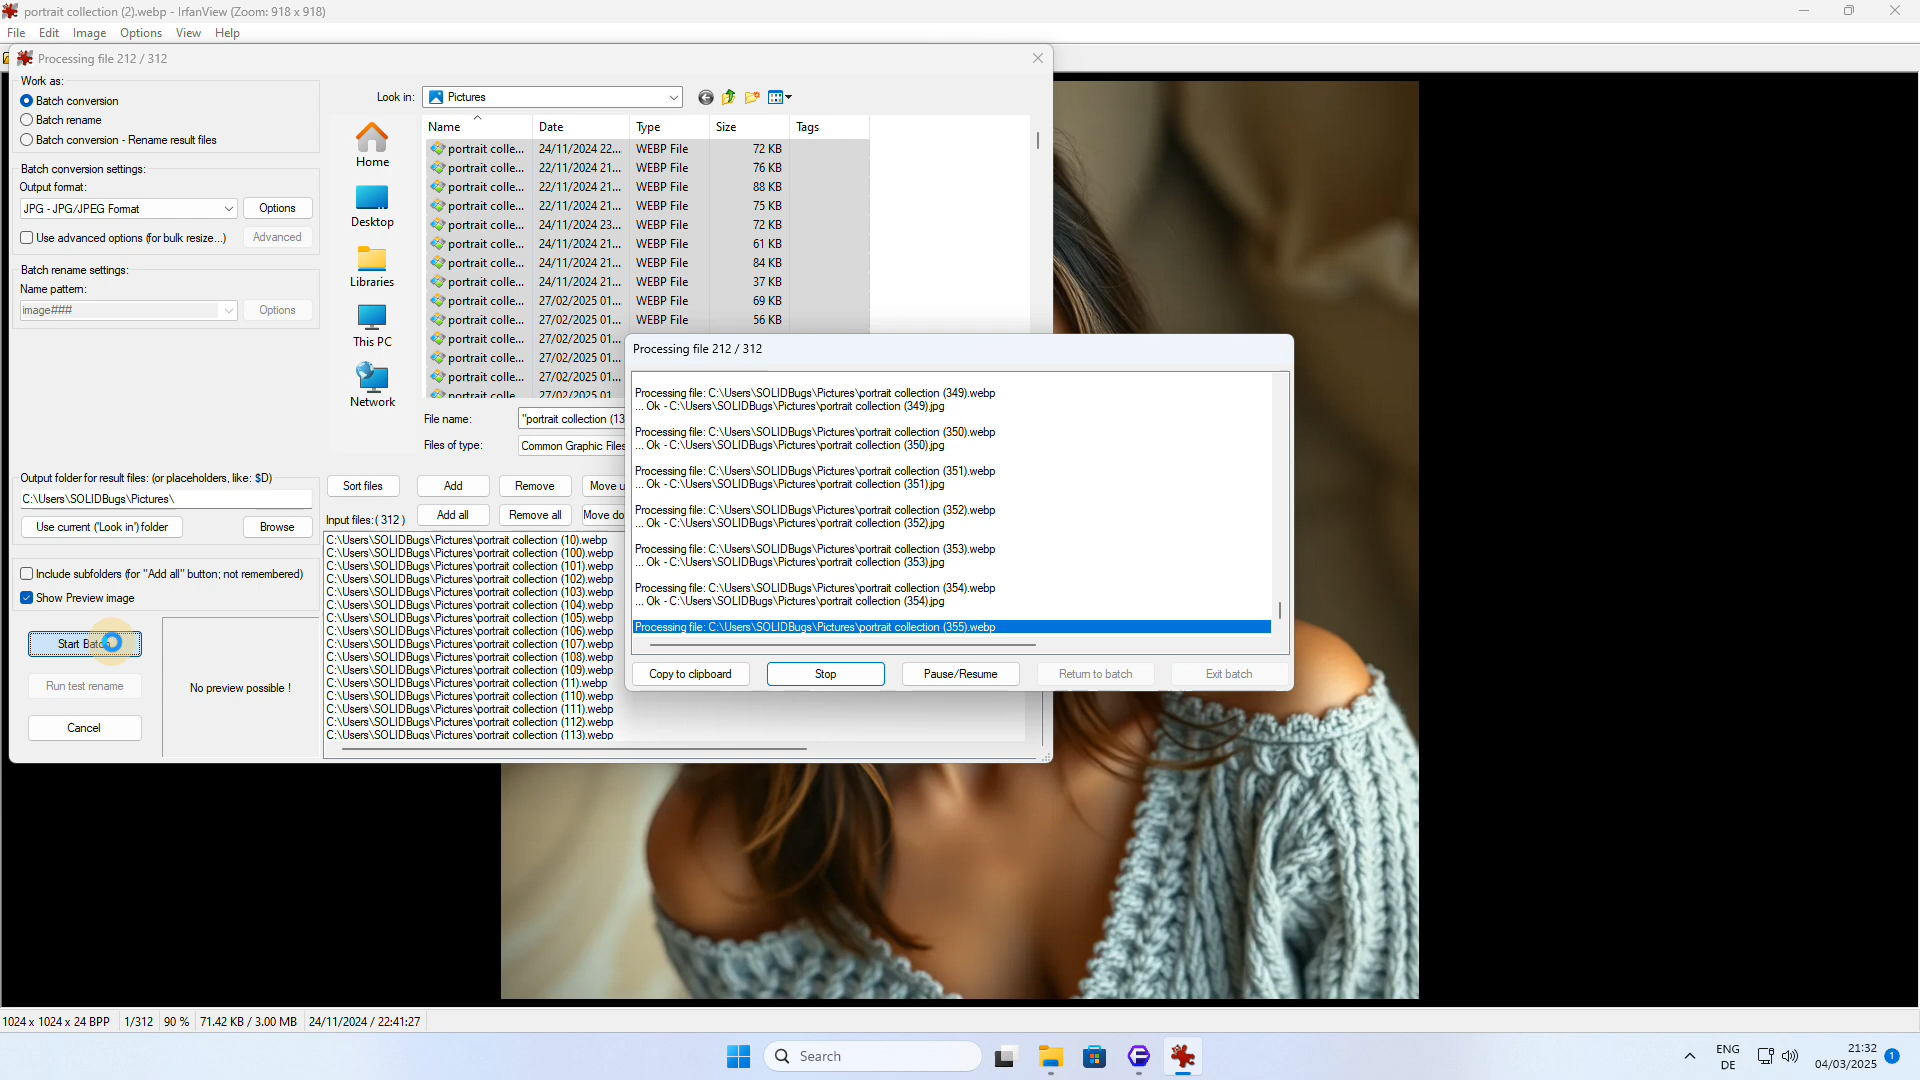 portrait collection (2).webp - IrfanView (Zoom: 918 x 918)
File Edit Image Options View Help
Processing file 212 / 312
Work as:
Batch conversion
Batch rename
Batch conversion - Rename result files
Batch conversion settings:
Output format:
JPG - JPG/JPEG Format Options
Use advanced options (for bulk resize...) Advanced
Batch rename settings:
Name pattern:
image### Options
Output folder for result files: (or placeholders, like: $D)
C:\Users\SOLIDBugs\Pictures\
Use current ('Look in') folder Browse
Include subfolders (for "Add all" button; not remembered)
Show Preview image
Start Batch
Run test rename
Cancel
No preview possible !
Look in: Pictures
Home
Desktop
Libraries
This PC
Network
Name Date Type Size Tags
portrait colle... 24/11/2024 22... WEBP File 72 KB
portrait colle... 22/11/2024 21... WEBP File 76 KB
portrait colle... 22/11/2024 21... WEBP File 88 KB
portrait colle... 22/11/2024 21... WEBP File 75 KB
portrait colle... 24/11/2024 23... WEBP File 72 KB
portrait colle... 24/11/2024 21... WEBP File 61 KB
portrait colle... 24/11/2024 21... WEBP File 84 KB
portrait colle... 24/11/2024 21... WEBP File 37 KB
portrait colle... 27/02/2025 01... WEBP File 69 KB
portrait colle... 27/02/2025 01... WEBP File 56 KB
portrait colle... 27/02/2025 01...
portrait colle... 27/02/2025 01...
portrait colle... 27/02/2025 01...
portrait colle... 27/02/2025 01
File name: "portrait collection (13
Files of type: Common Graphic Files
Sort files Add Remove Move u
Input files: ( 312 ) Add all Remove all Move do
C:\Users\SOLIDBugs\Pictures\portrait collection (10).webp
C:\Users\SOLIDBugs\Pictures\portrait collection (100).webp
C:\Users\SOLIDBugs\Pictures\portrait collection (101).webp
C:\Users\SOLIDBugs\Pictures\portrait collection (102).webp
C:\Users\SOLIDBugs\Pictures\portrait collection (103).webp
C:\Users\SOLIDBugs\Pictures\portrait collection (104).webp
C:\Users\SOLIDBugs\Pictures\portrait collection (105).webp
C:\Users\SOLIDBugs\Pictures\portrait collection (106).webp
C:\Users\SOLIDBugs\Pictures\portrait collection (107).webp
C:\Users\SOLIDBugs\Pictures\portrait collection (108).webp
C:\Users\SOLIDBugs\Pictures\portrait collection (109).webp
C:\Users\SOLIDBugs\Pictures\portrait collection (11).webp
C:\Users\SOLIDBugs\Pictures\portrait collection (110).webp
C:\Users\SOLIDBugs\Pictures\portrait collection (111).webp
C:\Users\SOLIDBugs\Pictures\portrait collection (112).webp
C:\Users\SOLIDBugs\Pictures\portrait collection (113).webp
Processing file 212 / 312
Processing file: C:\Users\SOLIDBugs\Pictures\portrait collection (349).webp
... Ok - C:\Users\SOLIDBugs\Pictures\portrait collection (349).jpg
Processing file: C:\Users\SOLIDBugs\Pictures\portrait collection (350).webp
... Ok - C:\Users\SOLIDBugs\Pictures\portrait collection (350).jpg
Processing file: C:\Users\SOLIDBugs\Pictures\portrait collection (351).webp
... Ok - C:\Users\SOLIDBugs\Pictures\portrait collection (351).jpg
Processing file: C:\Users\SOLIDBugs\Pictures\portrait collection (352).webp
... Ok - C:\Users\SOLIDBugs\Pictures\portrait collection (352).jpg
Processing file: C:\Users\SOLIDBugs\Pictures\portrait collection (353).webp
... Ok - C:\Users\SOLIDBugs\Pictures\portrait collection (353).jpg
Processing file: C:\Users\SOLIDBugs\Pictures\portrait collection (354).webp
... Ok - C:\Users\SOLIDBugs\Pictures\portrait collection (354).jpg
Processing file: C:\Users\SOLIDBugs\Pictures\portrait collection (355).webp
Copy to clipboard Stop Pause/Resume Return to batch Exit batch
1024 x 1024 x 24 BPP 1/312 90 % 71.42 KB / 3.00 MB 24/11/2024 / 22:41:27
Search
ENG
DE
21:32
04/03/2025
1